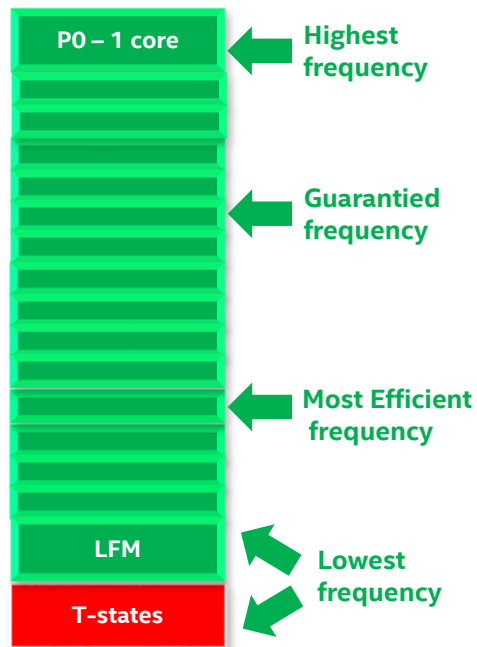 P0 – 1 core
Highest
frequency
Guarantied
frequency
Most Efficient
frequency
LFM
Lowest
frequency
T-states